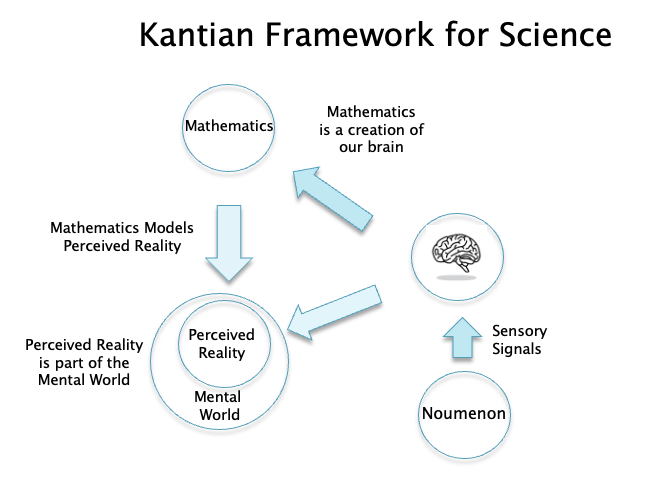 Kantian Framework for Science
Mathematics
Mathematics
is a creation of
our brain
Mathematics Models
Perceived Reality
Perceived Reality
is part of the
Mental World
Perceived
Reality
Mental
World
Sensory
Signals
Noumenon